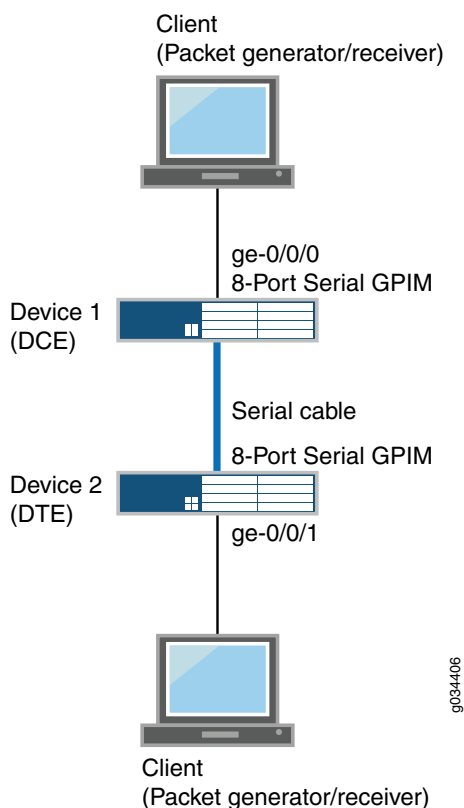 Client
(Packet generator/receiver)
ge-0/0/0
8-Port Serial GPIM
Device 1
(DCE)
Serial cable
8-Port Serial GPIM
Device 2
(DTE)
ge-0/0/1
g034406
Client
(Packet generator/receiver)